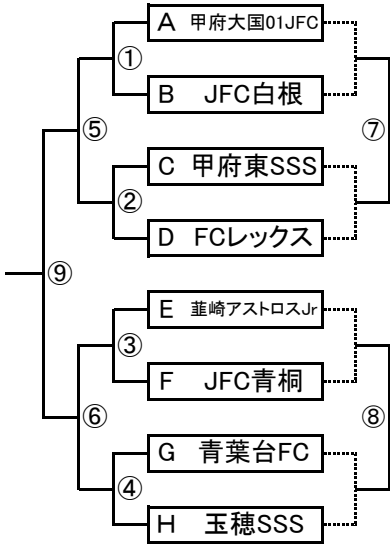 A 甲府大国01JFC
①
B JFC白根
⑤
⑦
C 甲府東SSS
②
D FCレックス
⑨
E 韮崎アストロスJr
③
F JFC青桐
⑥
⑧
G 青葉台FC
④
H 玉穂SSS